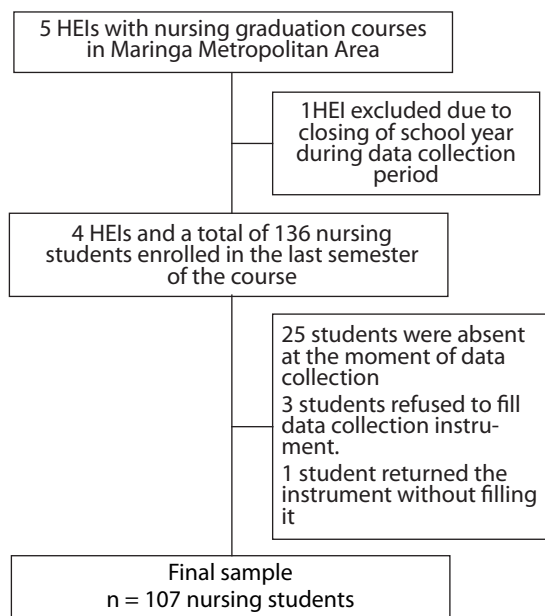 5 HEIs with nursing graduation courses
in Maringa Metropolitan Area
1HEI excluded due to
closing of school year
during data collection
period
4 HEIs and a total of 136 nursing
students enrolled in the last semester
of the course
25 students were absent
at the moment of data
collection
3 students refused to fill
data collection instru-
ment.
1 student returned the
instrument without filling
it
Final sample
n = 107 nursing students